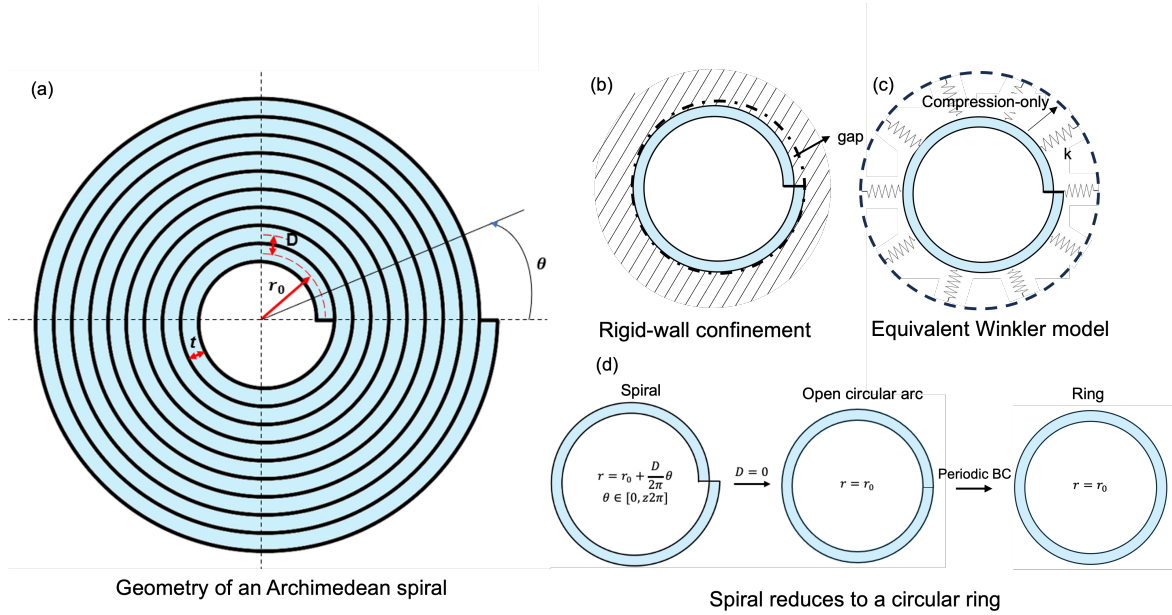 (a)
D
r₀
θ
t
Geometry of an Archimedean spiral
(b)
gap
Rigid-wall confinement
(c)
Compression-only
k
Equivalent Winkler model
(d)
Spiral
r = r₀ + D/2π θ
θ ∈ [0, z2π]
D = 0
Open circular arc
r = r₀
Periodic BC
Ring
r = r₀
Spiral reduces to a circular ring